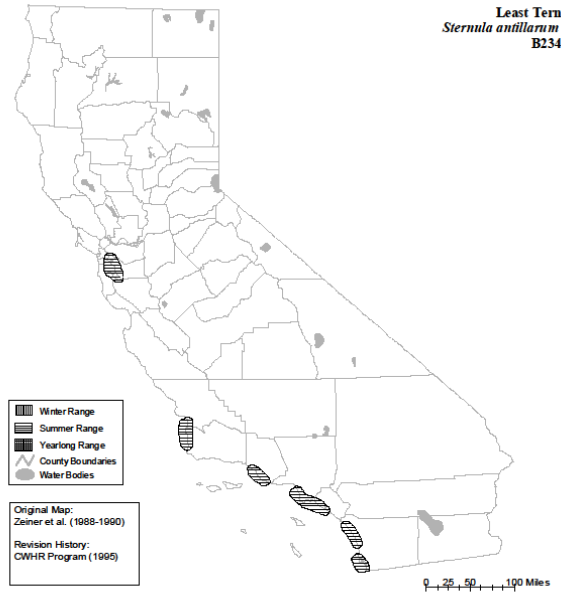 Least Tern
Sternula antillarum
B234
Winter Range
Summer Range
Yearlong Range
County Boundaries
Water Bodies
Original Map:
Zeiner et al. (1988-1990)
Revision History:
CWHR Program (1995)
0 25 50 100 Miles